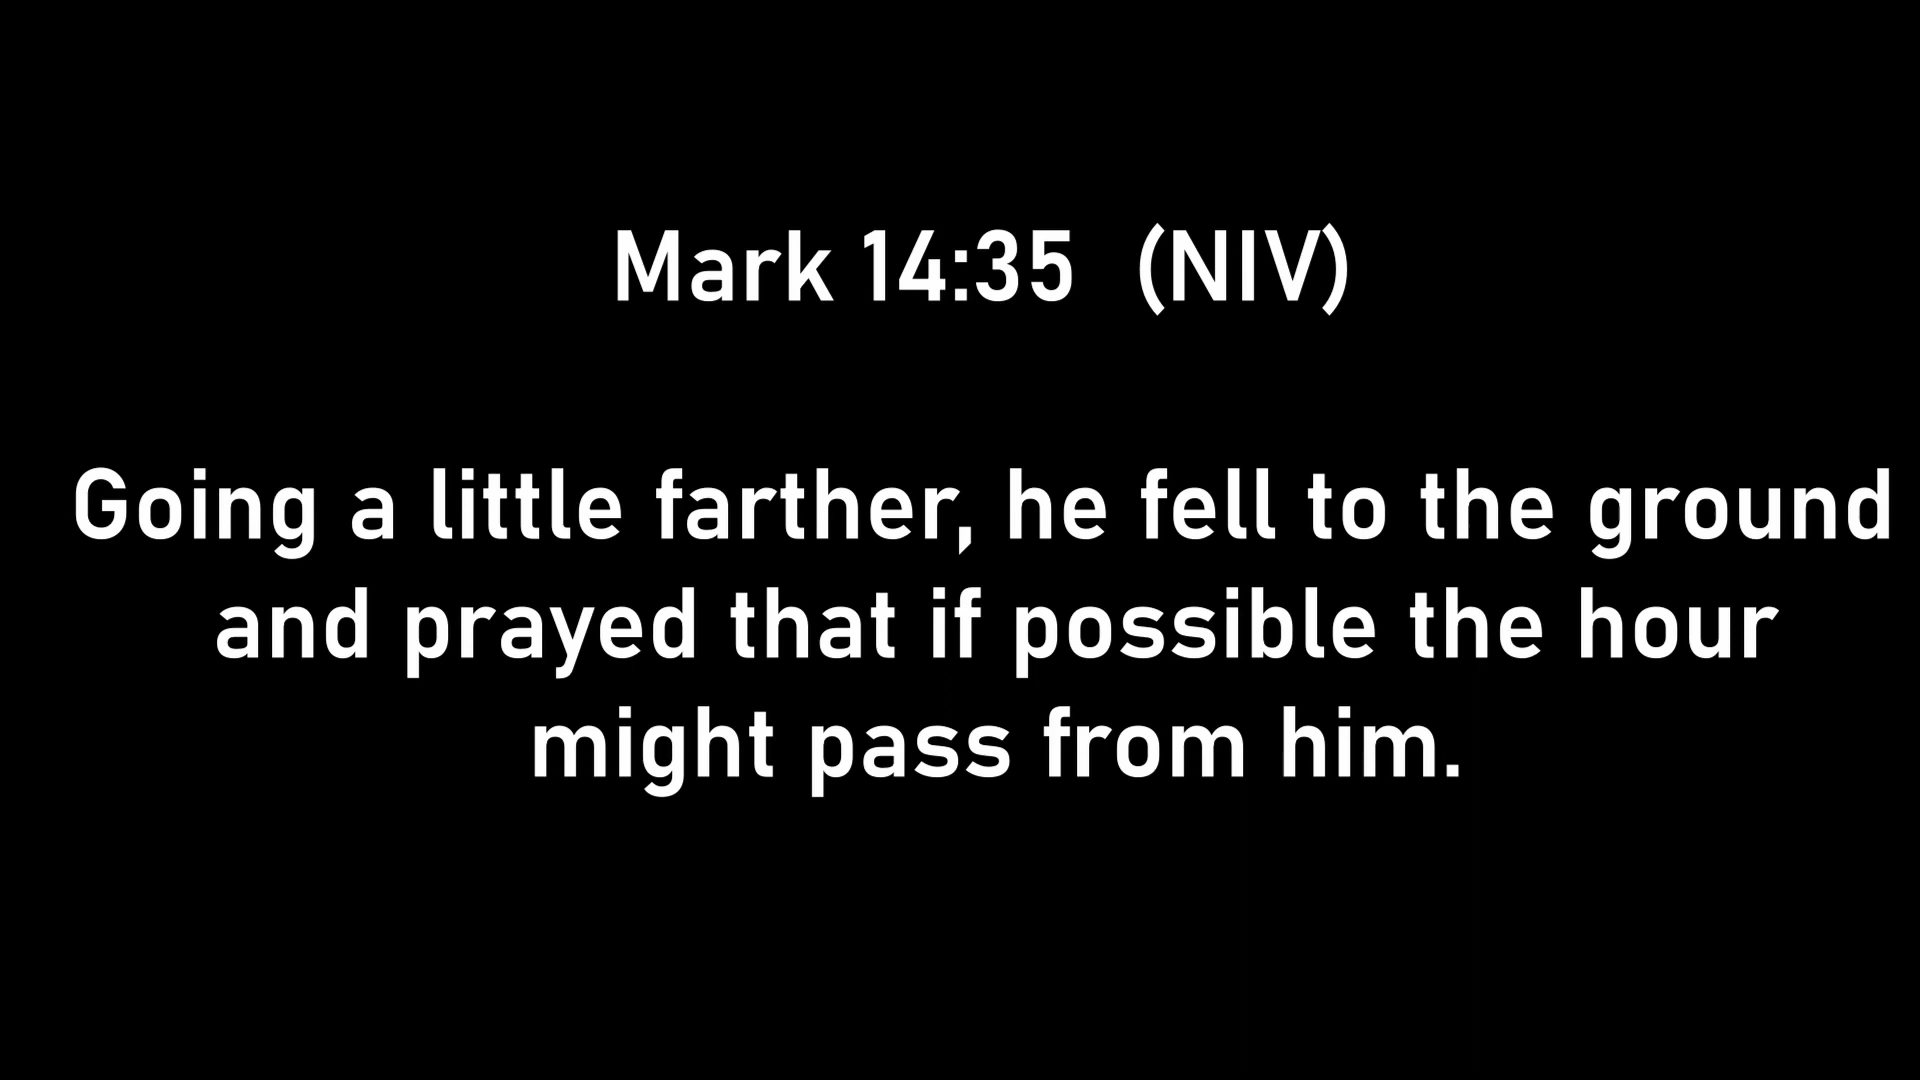 Mark 14:35 (NIV)
Going a little farther, he fell to the ground
and prayed that if possible the hour
might pass from him.